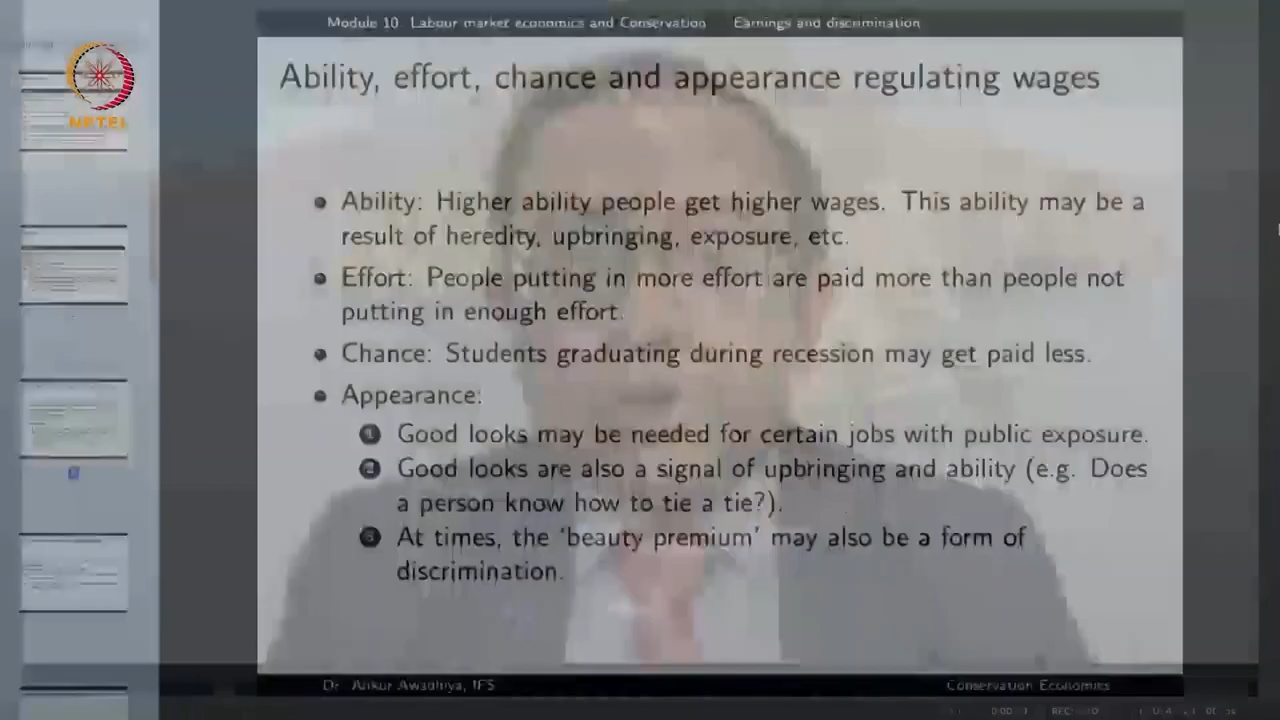 Module 10: Labour market economics and Conservation Earnings and discrimination
NPTEL
Ability, effort, chance and appearance regulating wages
Ability: Higher ability people get higher wages. This ability may be a
result of heredity, upbringing, exposure, etc.
Effort: People putting in more effort are paid more than people not
putting in enough effort.
Chance: Students graduating during recession may get paid less.
Appearance:
1 Good looks may be needed for certain jobs with public exposure.
2 Good looks are also a signal of upbringing and ability (e.g. Does
a person know how to tie a tie?).
3 At times, the ‘beauty premium’ may also be a form of
discrimination.
Dr. Ankur Awadhiya, IFS Conservation Economics